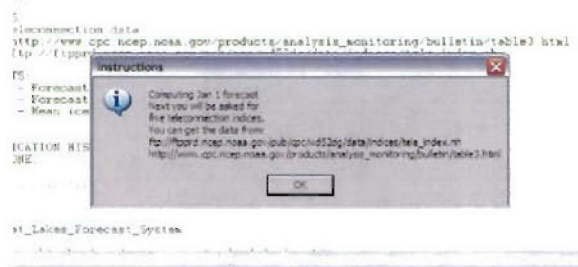 eleconnection data
http://www.cpc.ncep.noaa.gov/products/analysis_monitoring/bulletin/table3 html
Instructions
TS:
- Forecast
- Forecast
- Mean ice
Computing Jan 1 forecast
Next you will be asked for
five teleconnection indices.
You can get the data from:
ftp://ftpprd.ncep.noaa.gov/pub/cpc/wd52dg/data/indices/tele_index.nh
http://www.cpc.ncep.noaa.gov/products/analysis_monitoring/bulletin/table3.html
ICATION HIS
ONE
OK
at_Lakes_Forecast_System